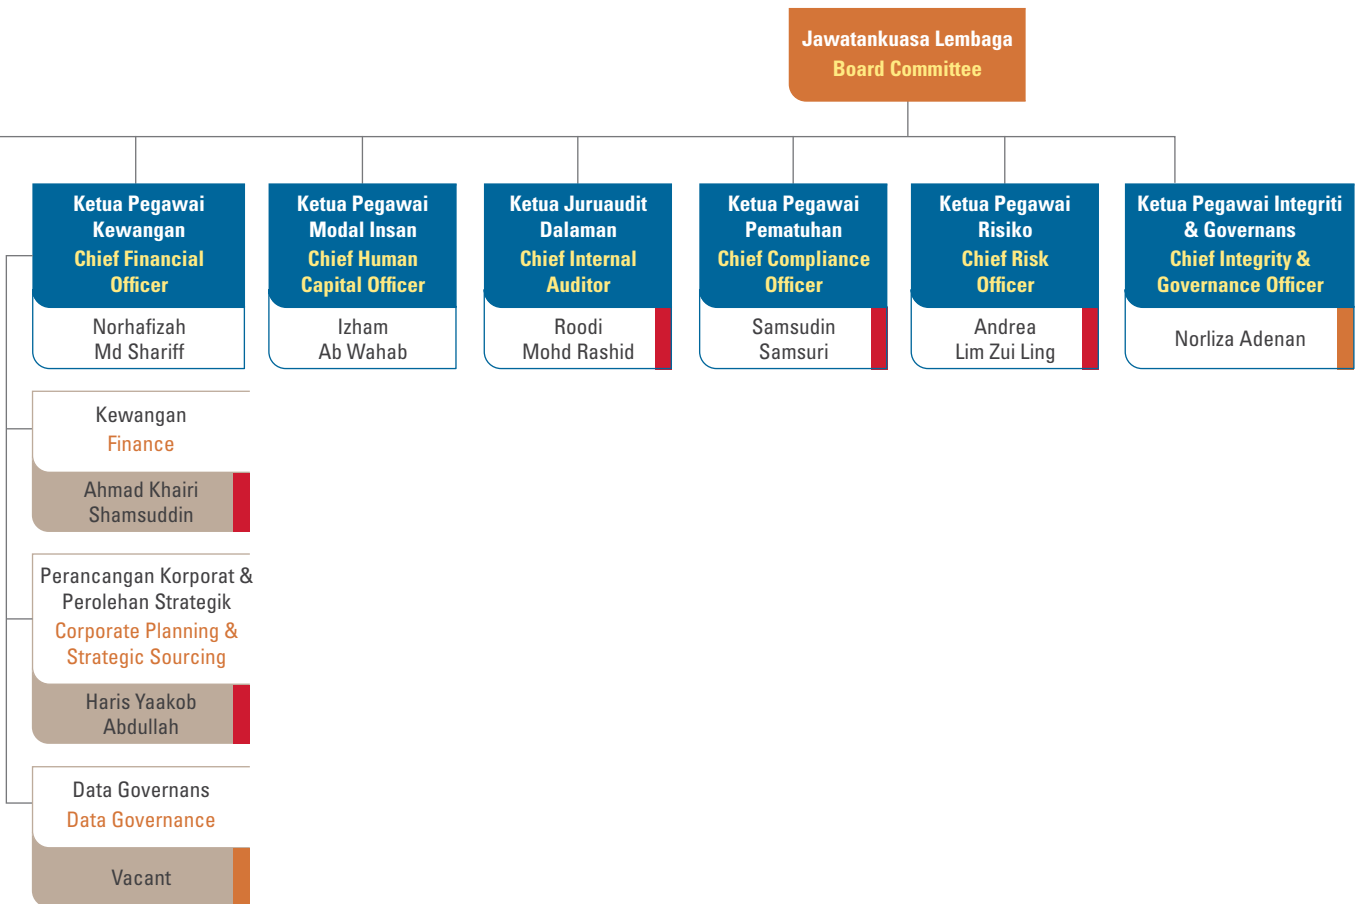 Jawatankuasa Lembaga
Board Committee
Ketua Pegawai
Kewangan
Chief Financial
Officer
Norhafizah
Md Shariff
Ketua Pegawai
Modal Insan
Chief Human
Capital Officer
Izham
Ab Wahab
Ketua Juruaudit
Dalaman
Chief Internal
Auditor
Roodi
Mohd Rashid
Ketua Pegawai
Pematuhan
Chief Compliance
Officer
Samsudin
Samsuri
Ketua Pegawai
Risiko
Chief Risk
Officer
Andrea
Lim Zui Ling
Ketua Pegawai Integriti
& Governans
Chief Integrity &
Governance Officer
Norliza Adenan
Kewangan
Finance
Ahmad Khairi
Shamsuddin
Perancangan Korporat &
Perolehan Strategik
Corporate Planning &
Strategic Sourcing
Haris Yaakob
Abdullah
Data Governans
Data Governance
Vacant